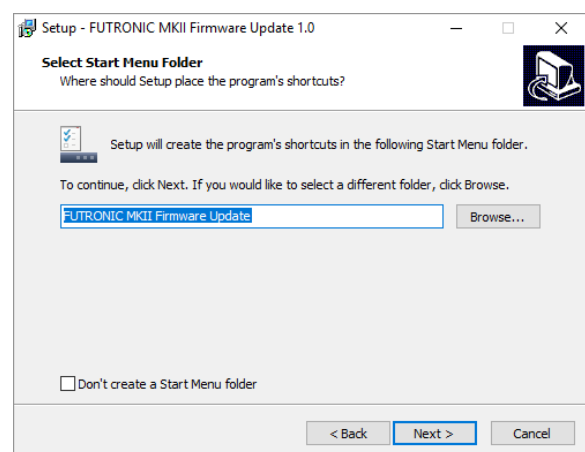 Setup - FUTRONIC MKII Firmware Update 1.0
Select Start Menu Folder
Where should Setup place the program's shortcuts?
Setup will create the program's shortcuts in the following Start Menu folder.
To continue, click Next. If you would like to select a different folder, click Browse.
FUTRONIC MKII Firmware Update
Browse...
Don't create a Start Menu folder
< Back
Next >
Cancel